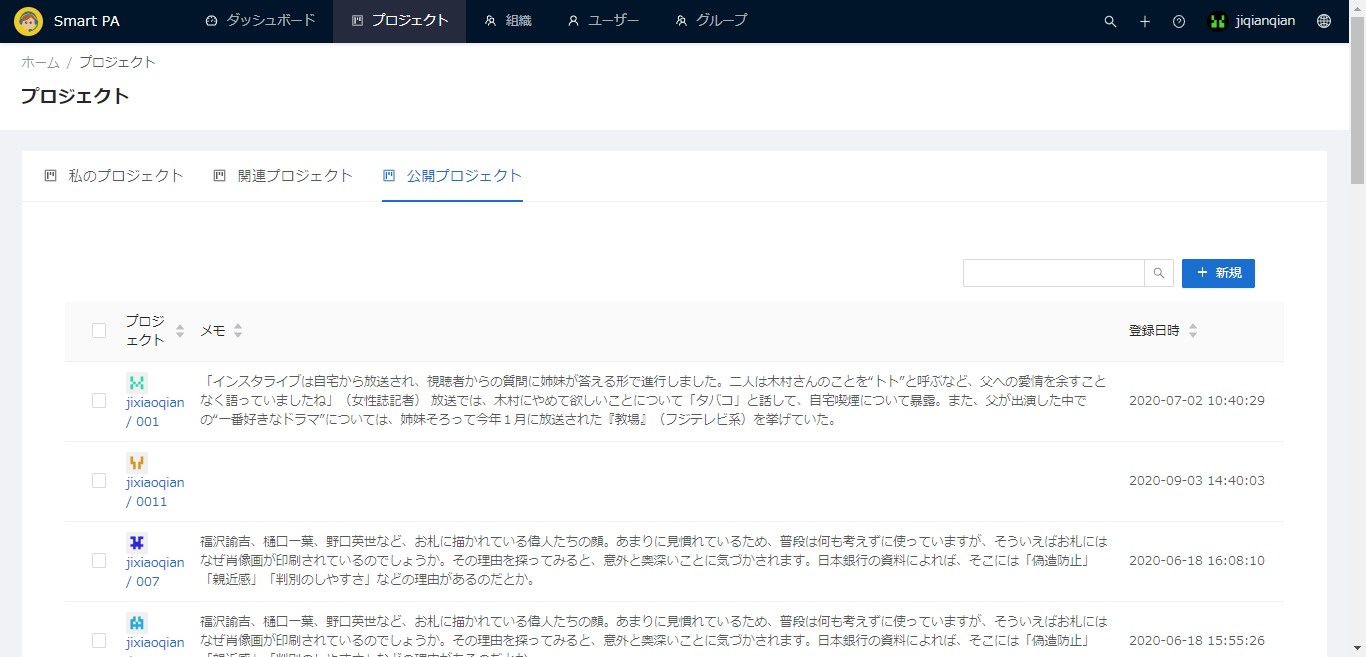 Smart PA ダッシュボード プロジェクト 組織 ユーザー グループ jiqianqian
ホーム / プロジェクト
プロジェクト
私のプロジェクト 関連プロジェクト 公開プロジェクト
+ 新規
プロジ
ェクト
メモ
登録日時
jixiaoqian
/ 001
「インスタライブは自宅から放送され、視聴者からの質問に姉妹が答える形で進行しました。二人は木村さんのことを“トト”と呼ぶなど、父への愛情を余すこと
なく語っていましたね」（女性誌記者） 放送では、木村にやめて欲しいことについて「タバコ」と話して、自宅喫煙について暴露。また、父が出演した中で
の“一番好きなドラマ”については、姉妹そろって今年１月に放送された『教場』（フジテレビ系）を挙げていた。
2020-07-02 10:40:29
jixiaoqian
/ 0011
2020-09-03 14:40:03
jixiaoqian
/ 007
福沢諭吉、樋口一葉、野口英世など、お札に描かれている偉人たちの顔。あまりに見慣れているため、普段は何も考えずに使っていますが、そういえばお札には
なぜ肖像画が印刷されているのでしょうか。その理由を探ってみると、意外と奥深いことに気づかされます。日本銀行の資料によれば、そこには「偽造防止」
「親近感」「判別のしやすさ」などの理由があるのだとか。
2020-06-18 16:08:10
jixiaoqian
福沢諭吉、樋口一葉、野口英世など、お札に描かれている偉人たちの顔。あまりに見慣れているため、普段は何も考えずに使っていますが、そういえばお札には
なぜ肖像画が印刷されているのでしょうか。その理由を探ってみると、意外と奥深いことに気づかされます。日本銀行の資料によれば、そこには「偽造防止」
2020-06-18 15:55:26